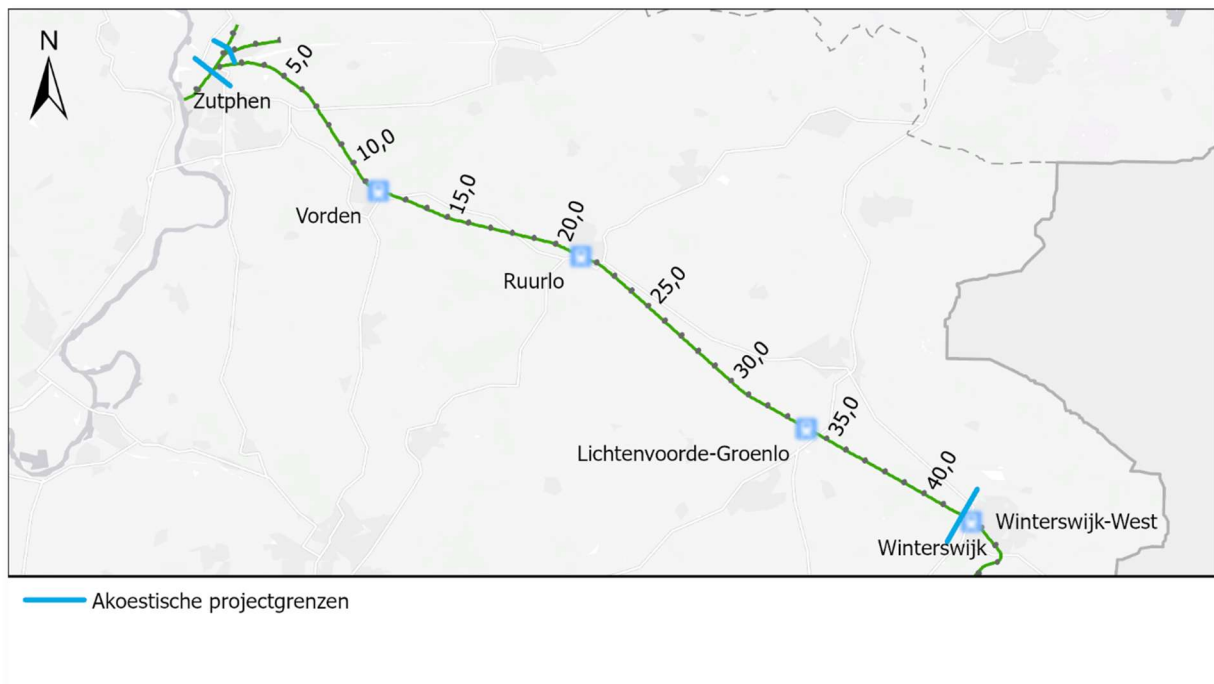 N
5,0
Zutphen
10,0
15,0
Vorden
20,0
Ruurlo
25,0
30,0
35,0
Lichtenvoorde-Groenlo
40,0
Winterswijk-West
Winterswijk
Akoestische projectgrenzen